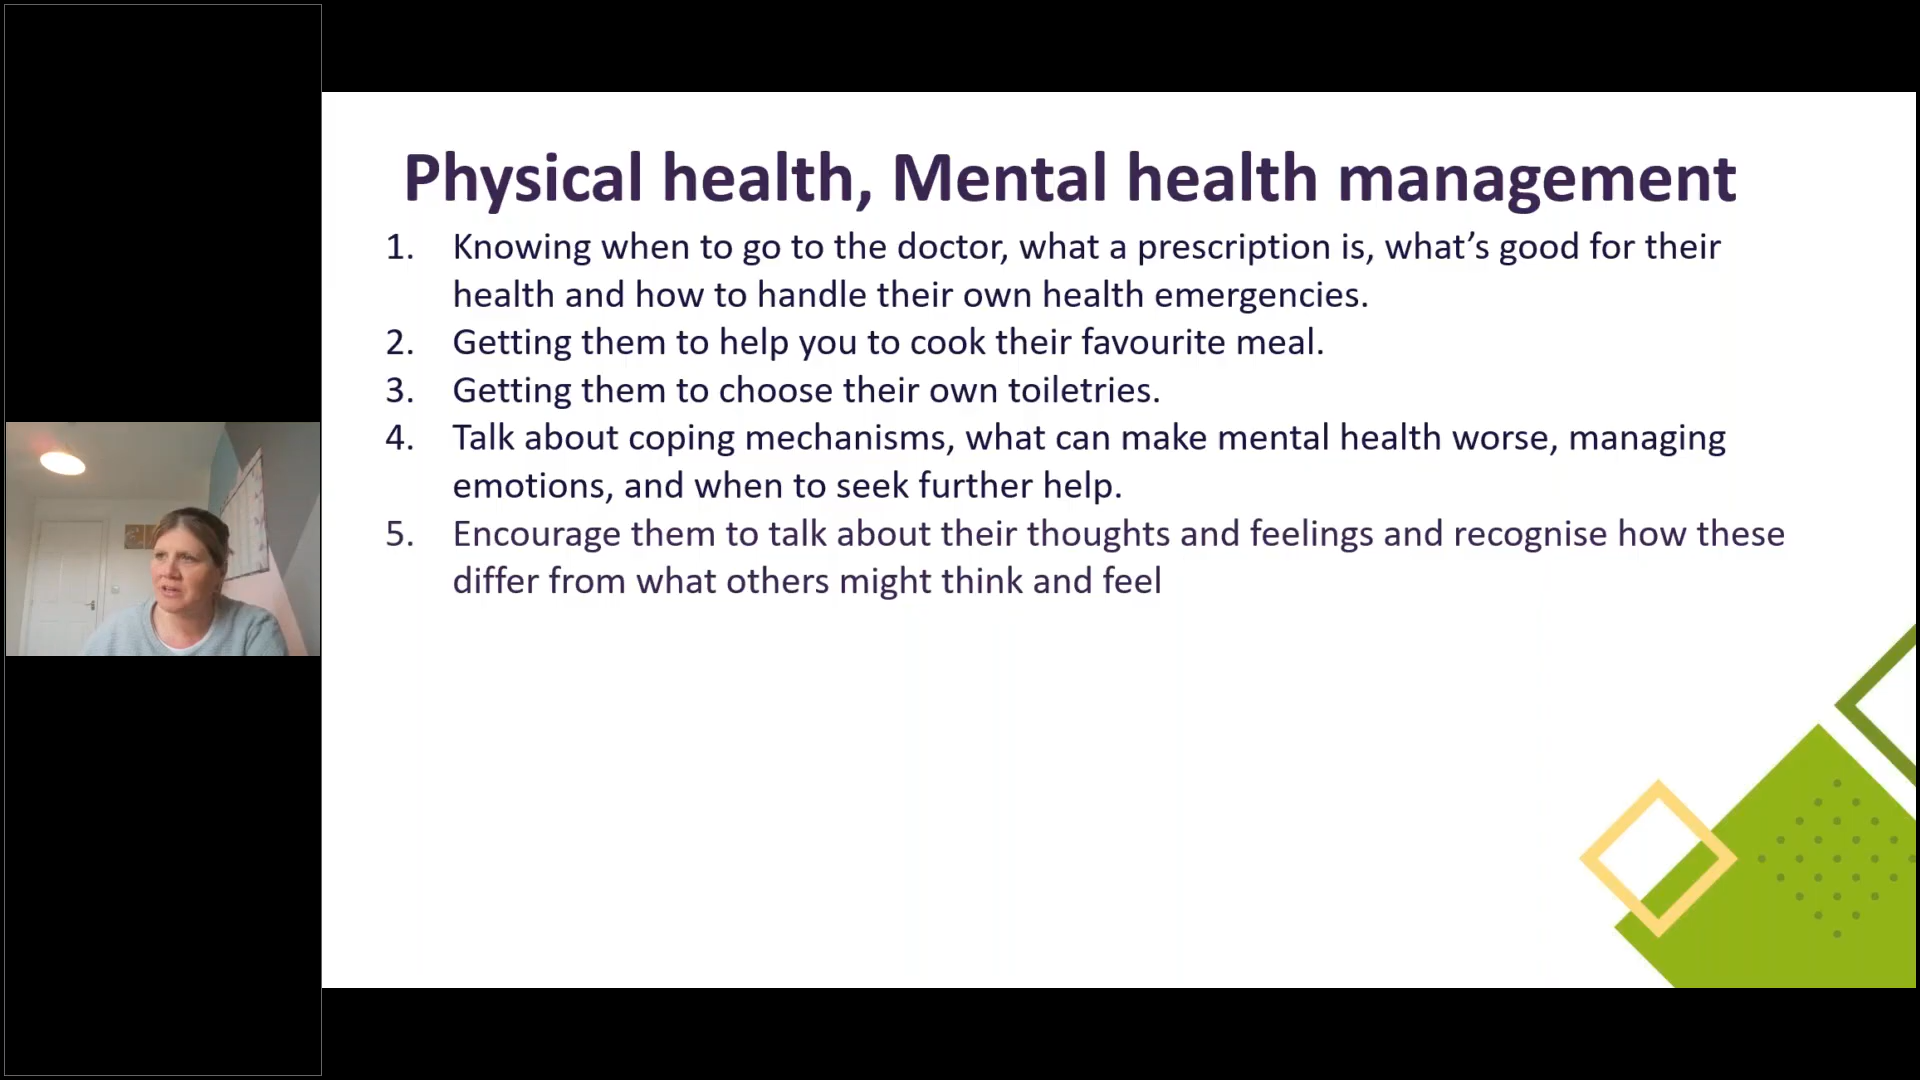 Physical health, Mental health management
1. Knowing when to go to the doctor, what a prescription is, what’s good for their
health and how to handle their own health emergencies.
2. Getting them to help you to cook their favourite meal.
3. Getting them to choose their own toiletries.
4. Talk about coping mechanisms, what can make mental health worse, managing
emotions, and when to seek further help.
5. Encourage them to talk about their thoughts and feelings and recognise how these
differ from what others might think and feel